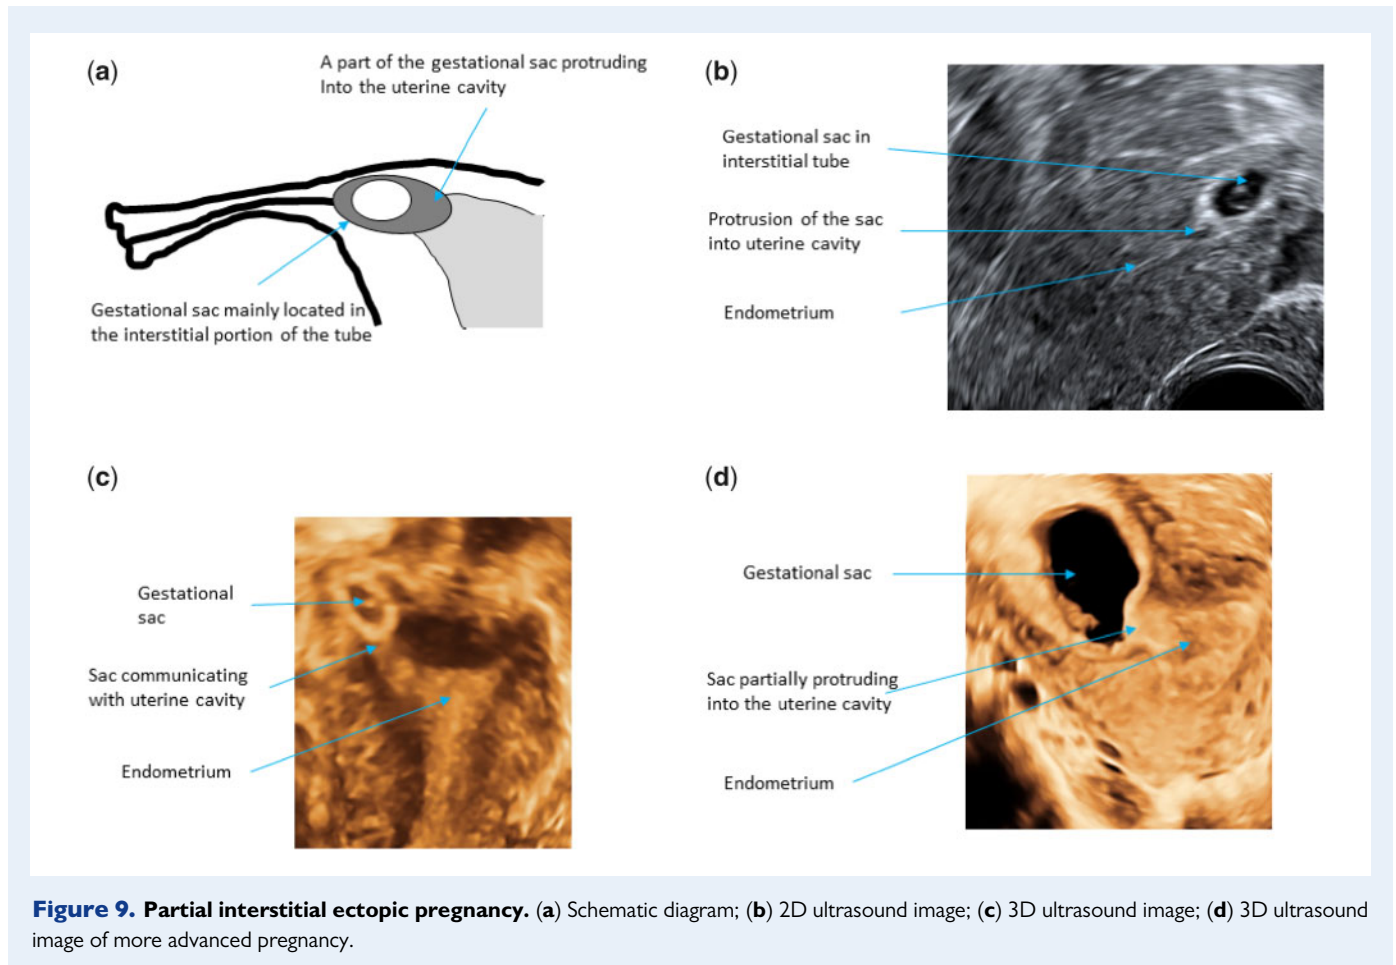 (a)
A part of the gestational sac protruding
Into the uterine cavity
Gestational sac mainly located in
the interstitial portion of the tube
(b)
Gestational sac in
interstitial tube
Protrusion of the sac
into uterine cavity
Endometrium
(c)
Gestational
sac
Sac communicating
with uterine cavity
Endometrium
(d)
Gestational sac
Sac partially protruding
into the uterine cavity
Endometrium
Figure 9. Partial interstitial ectopic pregnancy. (a) Schematic diagram; (b) 2D ultrasound image; (c) 3D ultrasound image; (d) 3D ultrasound
image of more advanced pregnancy.